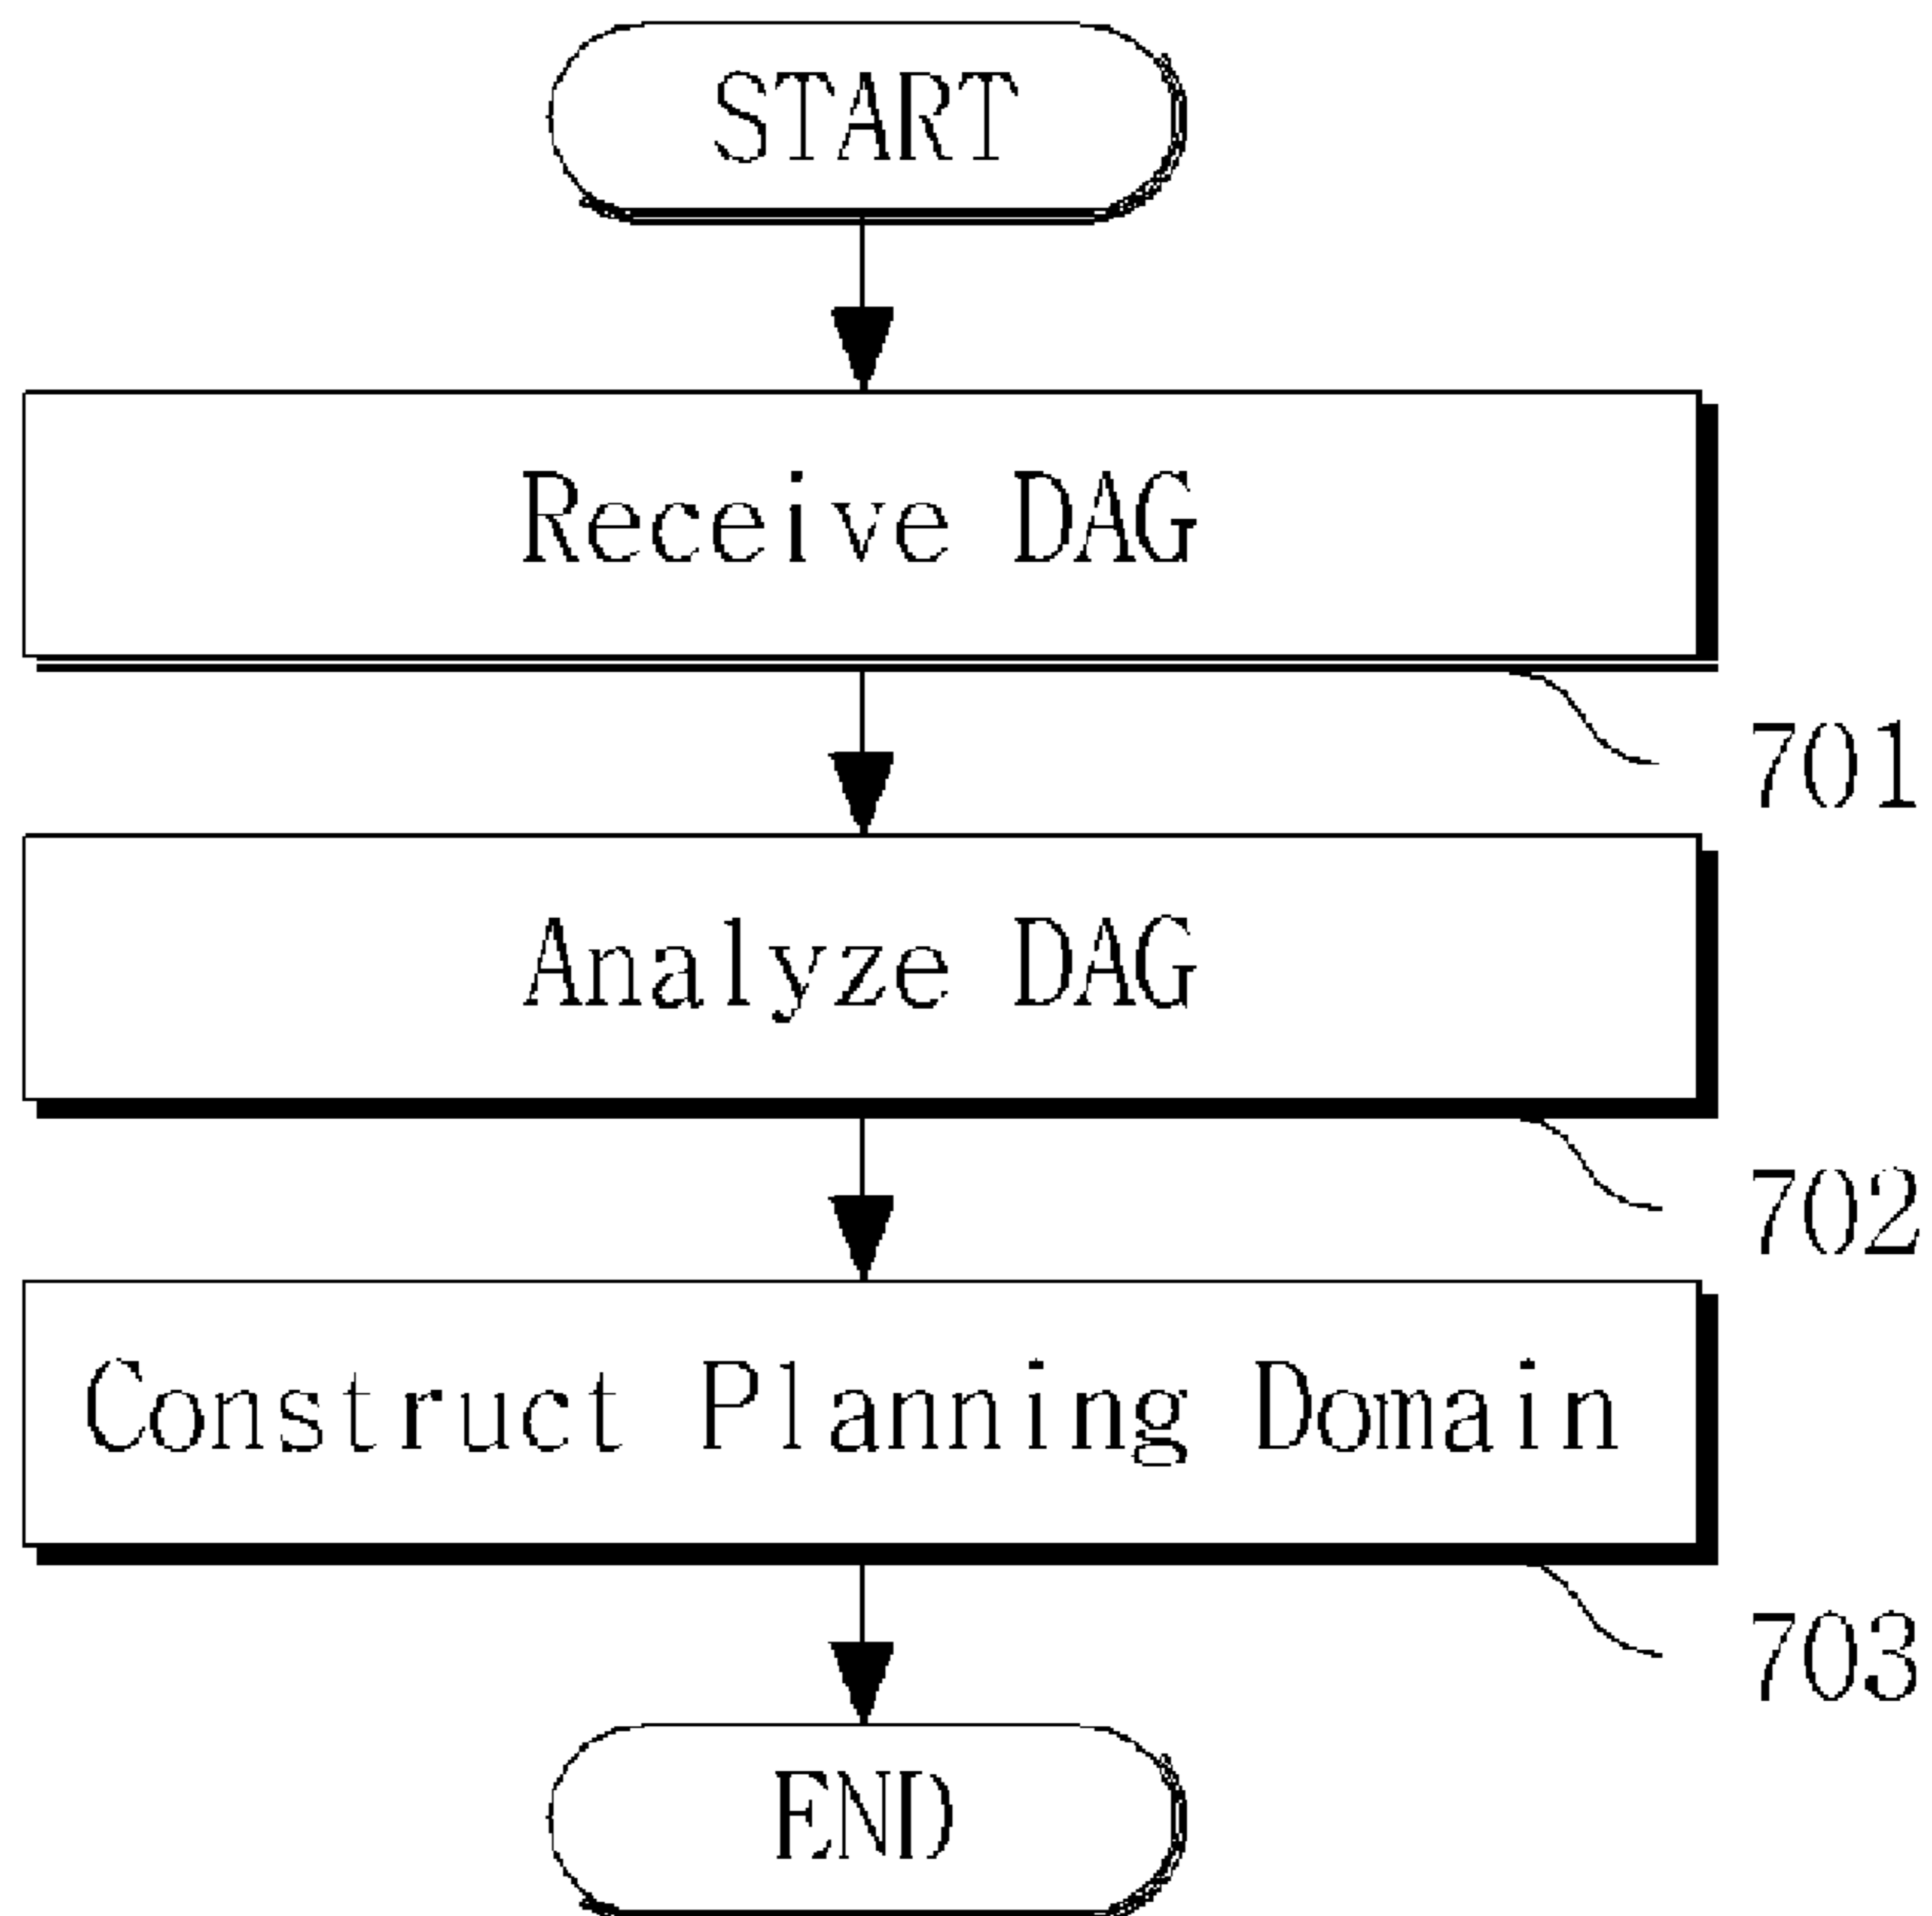 START
Receive DAG
701
Analyze DAG
702
Construct Planning Domain
703
END